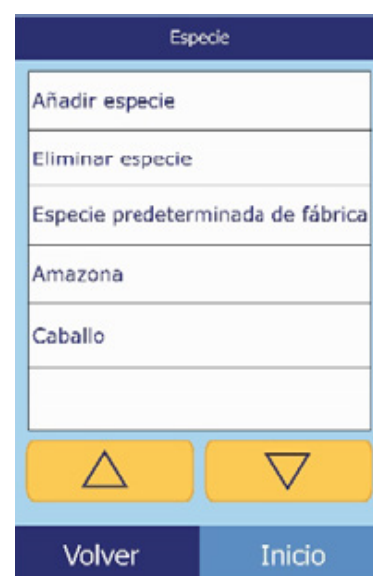 Especie
Añadir especie
Eliminar especie
Especie predeterminada de fábrica
Amazona
Caballo
Volver
Inicio